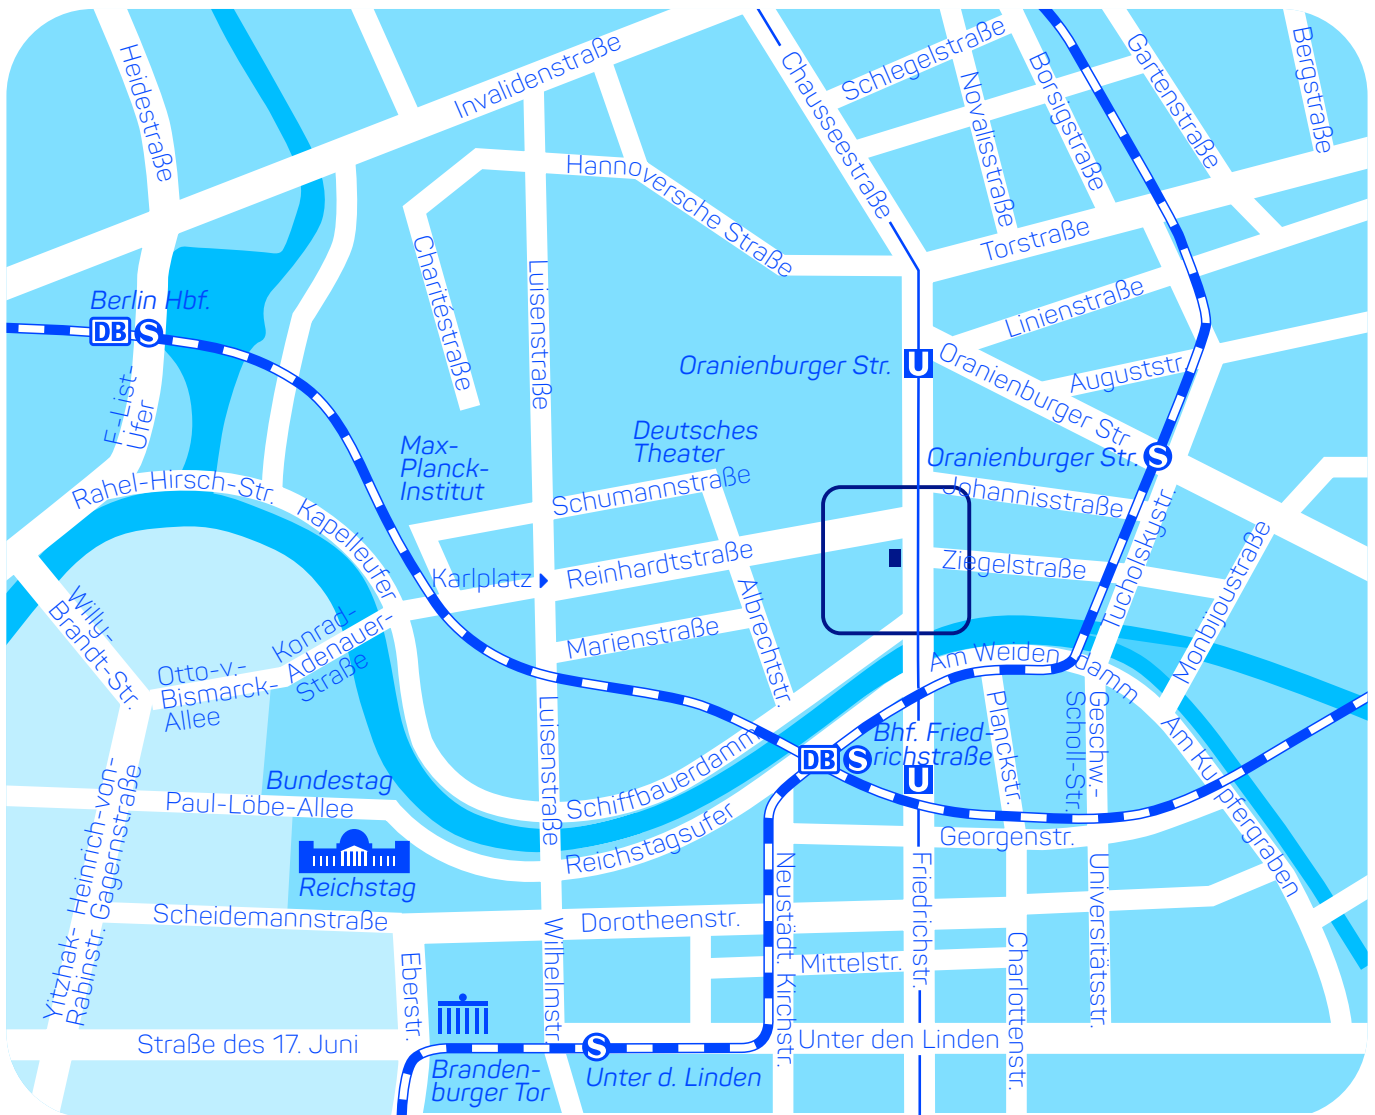 Heidestraße
Invalidenstraße
Chausseestraße
Schlegelstraße
Novalisstraße
Borsigstraße
Gartenstraße
Bergstraße
Hannoversche Straße
Charitéstraße
Luisenstraße
Torstraße
Linienstraße
Berlin Hbf.
DB
S
F.-List-
Ufer
Oranienburger Str.
U
Oranienburger Str.
Auguststr.
Max-
Planck-
Institut
Deutsches
Theater
Oranienburger Str.
S
Rahel-Hirsch-Str.
Kapelleufer
Schumannstraße
Johannisstraße
Tucholskystr.
Monbijoustraße
Karlplatz
Reinhardtstraße
Albrechtstr.
Ziegelstraße
Marienstraße
Willy-
Brandt-Str.
Otto-v.-
Bismarck-
Allee
Konrad-
Adenauer-
Straße
Am Weidendamm
Luisenstraße
Schiffbauerdamm
Bhf. Fried-
richstraße
DB
S
U
Planckstr.
Geschw.-
Scholl-Str.
Am Kupfergraben
Bundestag
Paul-Löbe-Allee
Reichstag
Reichstagsufer
Georgenstr.
Heinrich-von-
Gagernstraße
Yitzhak-
Rabinstr.
Scheidemannstraße
Dorotheenstr.
Neustädt. Kirchstr.
Friedrichstr.
Universitätsstr.
Eberstr.
Wilhelmstr.
Mittelstr.
Charlottenstr.
Straße des 17. Juni
Unter den Linden
S
Branden-
burger Tor
Unter d. Linden